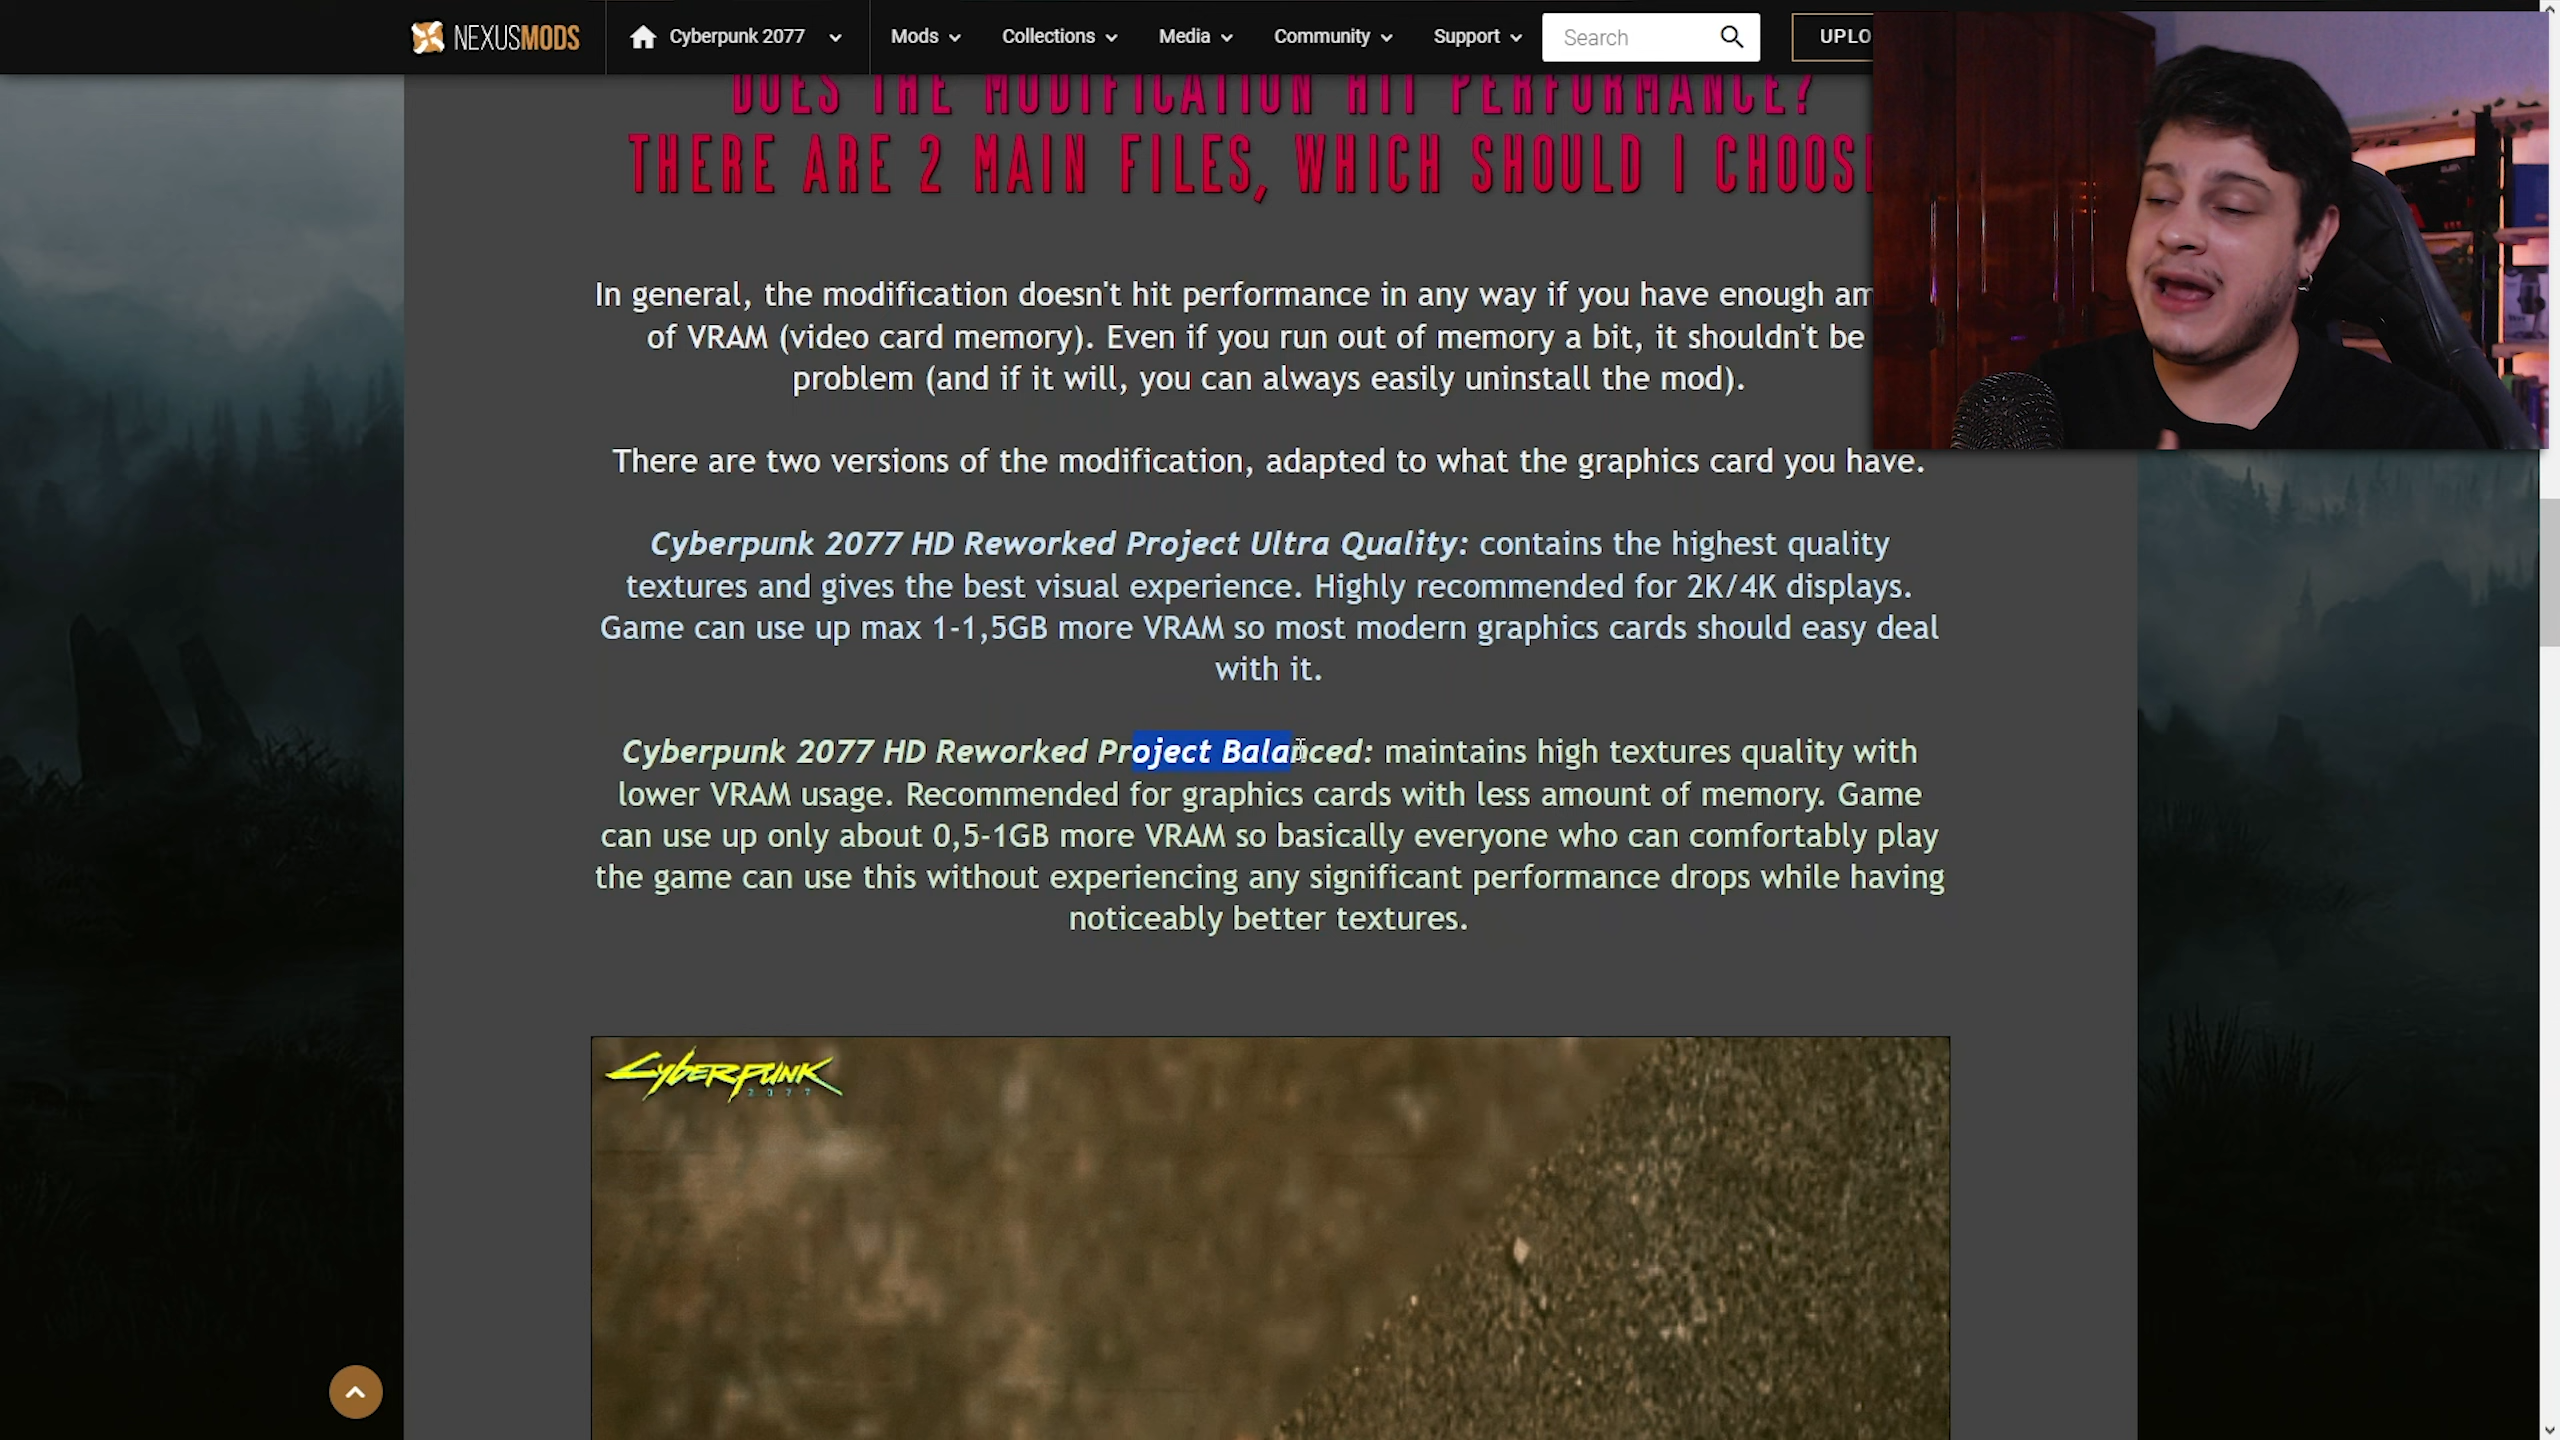 NEXUSMODS Cyberpunk 2077 Mods Collections Media Community Support Search UPLO
DOES THE MODIFICATION HIT PERFORMANCE?
THERE ARE 2 MAIN FILES, WHICH SHOULD I CHOOSE
In general, the modification doesn't hit performance in any way if you have enough am
of VRAM (video card memory). Even if you run out of memory a bit, it shouldn't be
problem (and if it will, you can always easily uninstall the mod).
There are two versions of the modification, adapted to what the graphics card you have.
Cyberpunk 2077 HD Reworked Project Ultra Quality: contains the highest quality
textures and gives the best visual experience. Highly recommended for 2K/4K displays.
Game can use up max 1-1,5GB more VRAM so most modern graphics cards should easy deal
with it.
Cyberpunk 2077 HD Reworked Project Balanced: maintains high textures quality with
lower VRAM usage. Recommended for graphics cards with less amount of memory. Game
can use up only about 0,5-1GB more VRAM so basically everyone who can comfortably play
the game can use this without experiencing any significant performance drops while having
noticeably better textures.
CYBERPUNK
2077